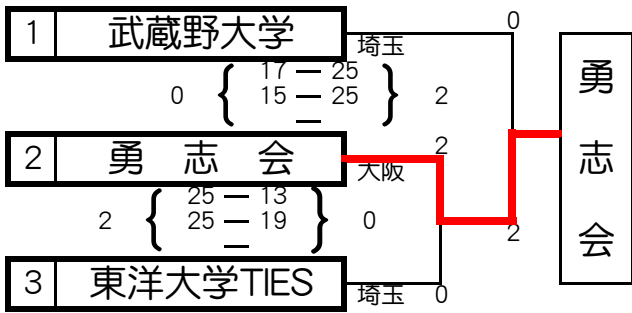 1 武蔵野大学 0
埼玉
17 ― 25
0 { 15 ― 25 } 2
―
2 勇志会 2
大阪
25 ― 13
2 { 25 ― 19 } 0
―
2
3 東洋大学TIES
埼玉 0
勇志会